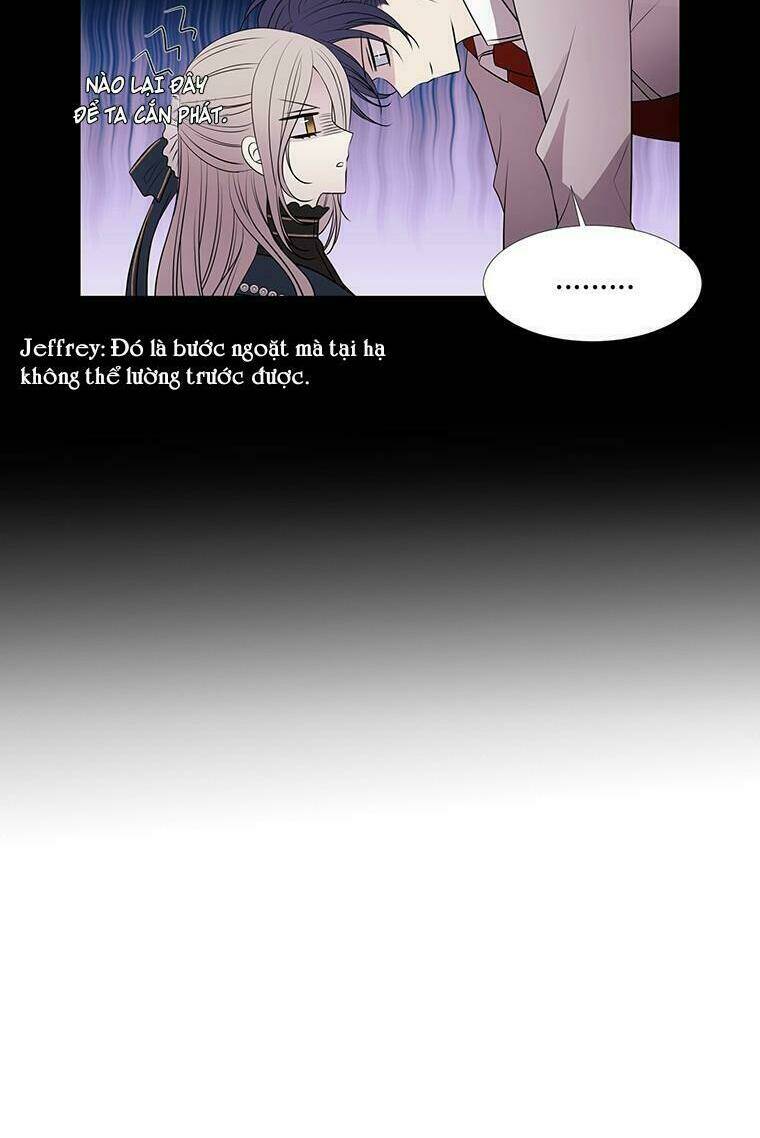 NÀO LẠI ĐÂY
ĐỂ TA CẮN PHÁT.
.........
Jeffrey: Đó là bước ngoặt mà tại hạ
không thể lường trước được.